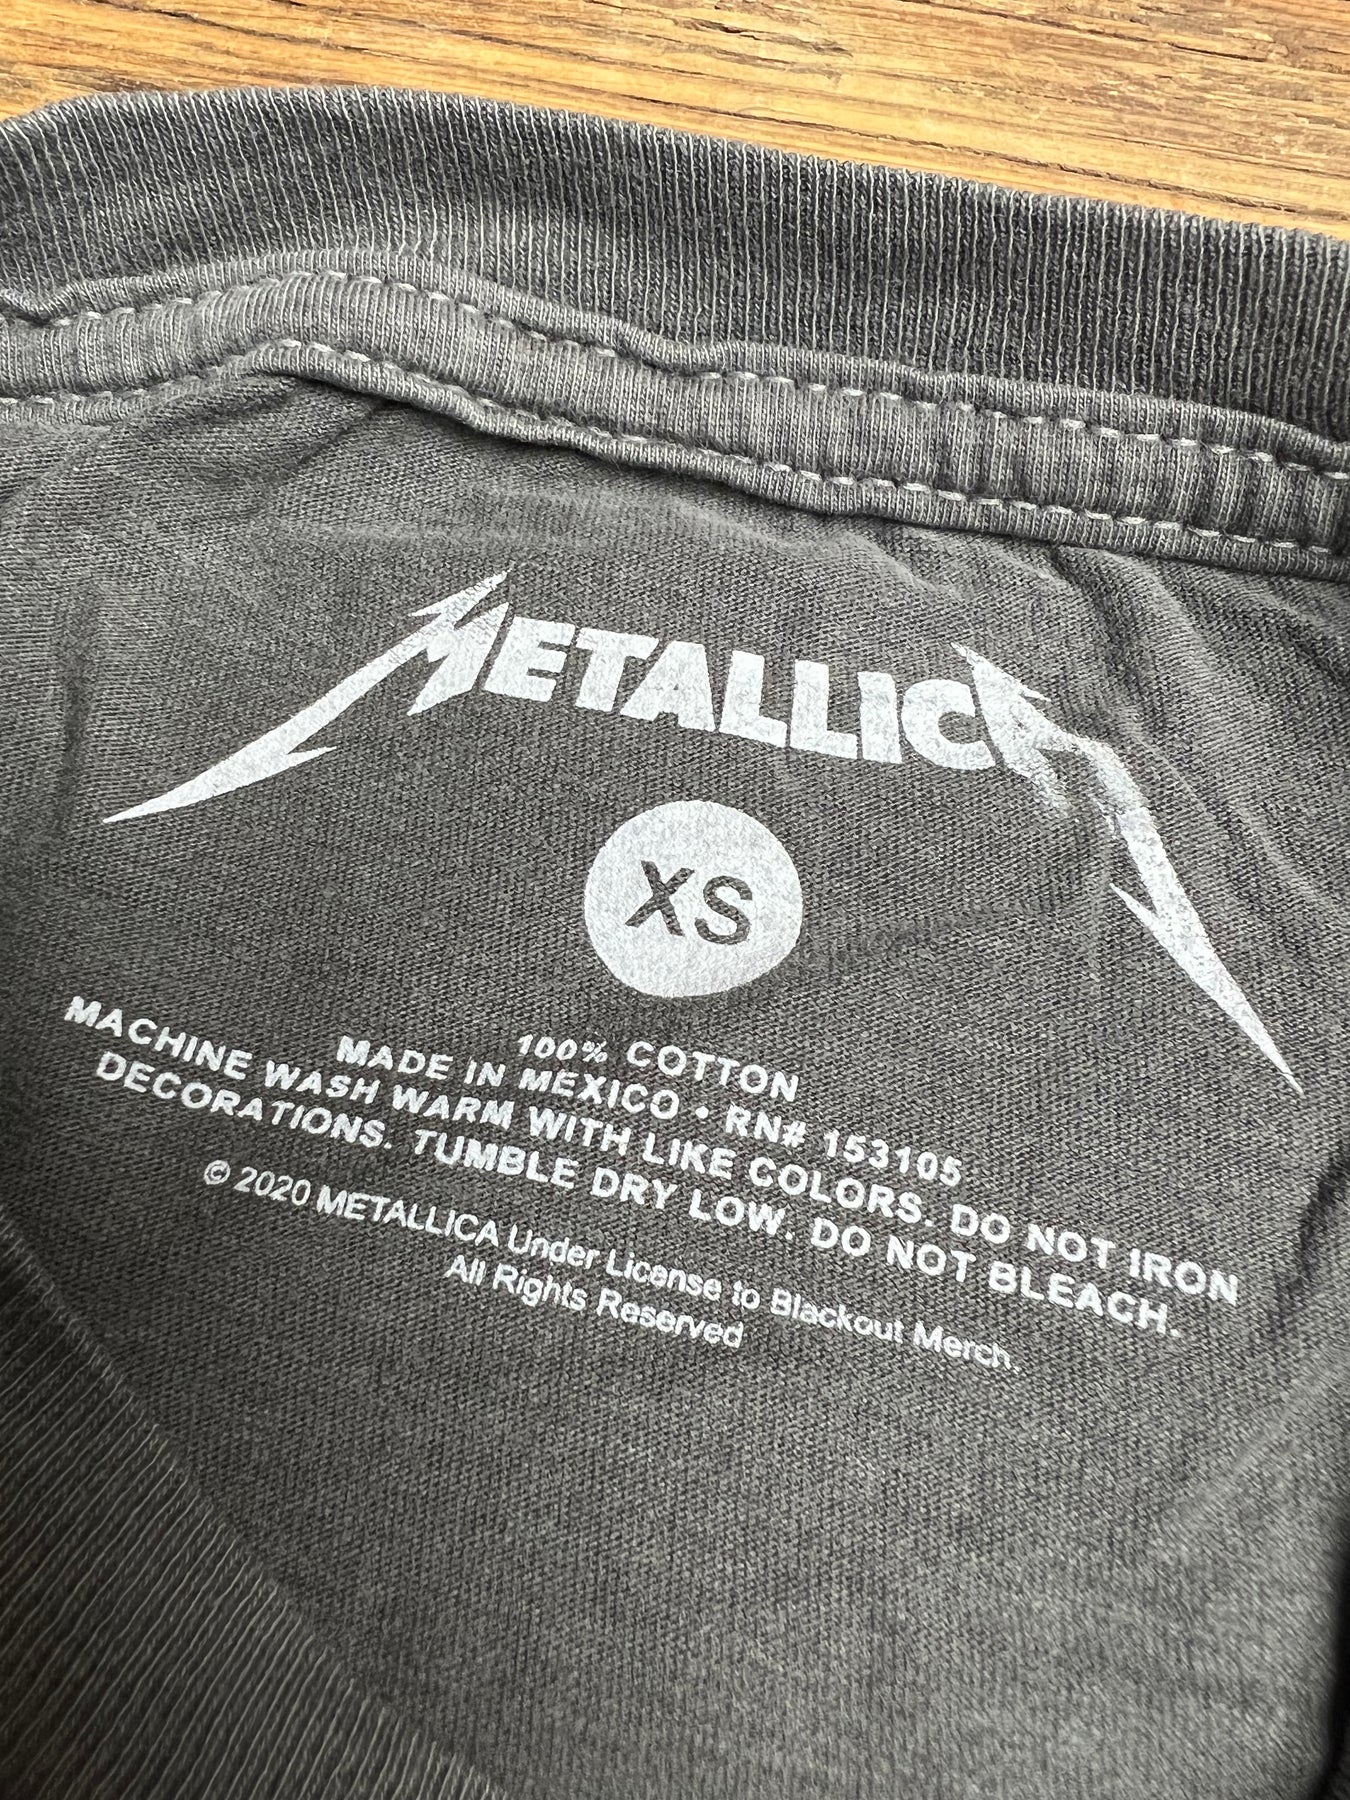 METALLICA
XS
100% COTTON
MADE IN MEXICO • RN# 153105
MACHINE WASH WARM WITH LIKE COLORS. DO NOT IRON
DECORATIONS. TUMBLE DRY LOW. DO NOT BLEACH.
© 2020 METALLICA Under License to Blackout Merch.
All Rights Reserved